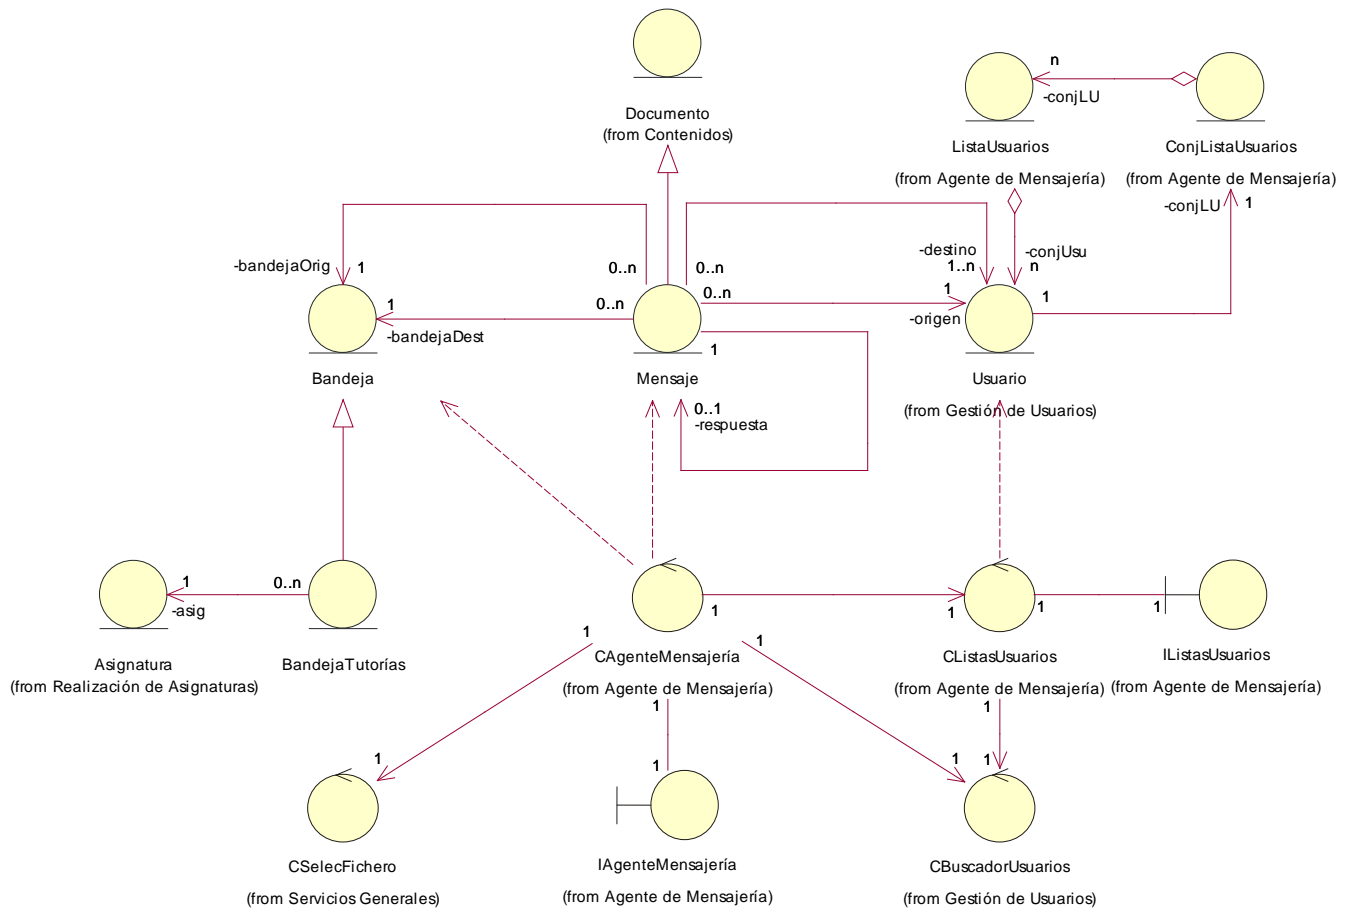 n
-conjLU
Documento
(from Contenidos)
ListaUsuarios
(from Agente de Mensajería)
ConjListaUsuarios
(from Agente de Mensajería)
-conjLU
1
-bandejaOrig
1
0..n
0..n
-destino
1..n
-conjUsu
n
1
-bandejaDest
0..n
0..n
1
-origen
1
1
Bandeja
Mensaje
Usuario
(from Gestión de Usuarios)
0..1
-respuesta
1
-asig
0..n
Asignatura
(from Realización de Asignaturas)
BandejaTutorías
1
1
1
1
CAgenteMensajería
(from Agente de Mensajería)
CListasUsuarios
(from Agente de Mensajería)
IListasUsuarios
(from Agente de Mensajería)
1
1
1
1
1
1
1
1
CSelecFichero
(from Servicios Generales)
IAgenteMensajería
(from Agente de Mensajería)
CBuscadorUsuarios
(from Gestión de Usuarios)